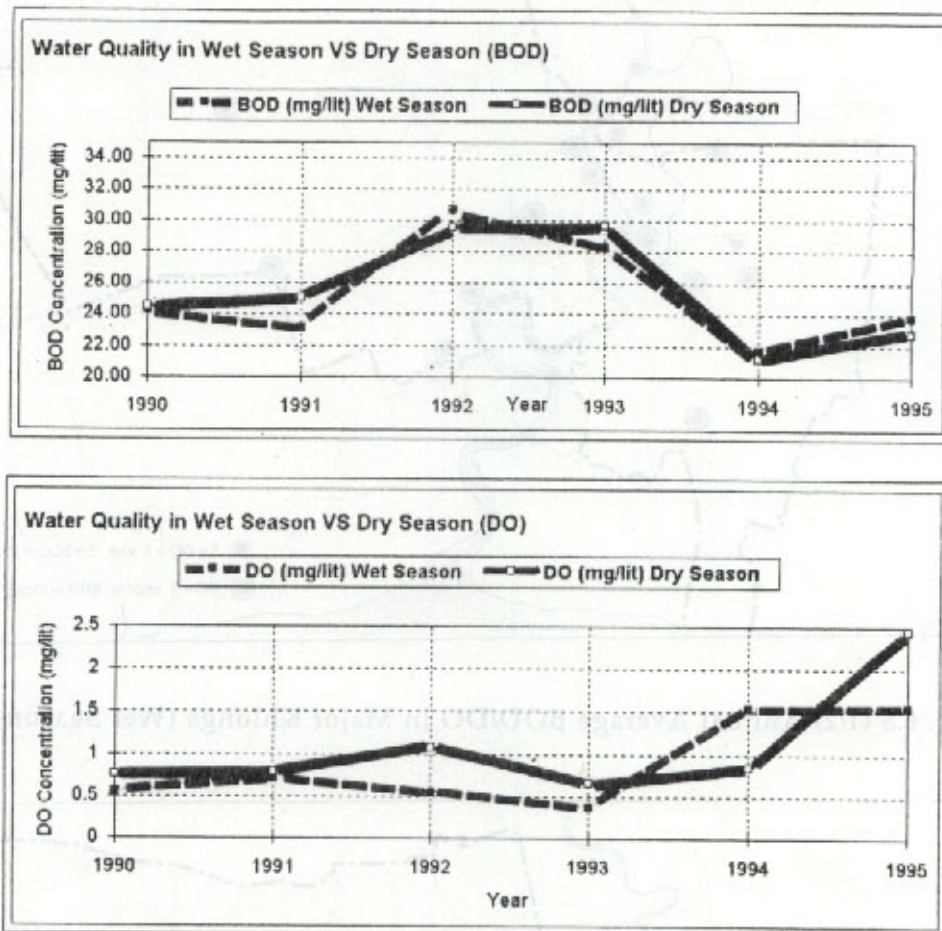 Water Quality in Wet Season VS Dry Season (BOD)
BOD (mg/lit) Wet Season BOD (mg/lit) Dry Season
BOD Concentration (mg/lit)
34.00
32.00
30.00
28.00
26.00
24.00
22.00
20.00
1990 1991 1992 Year 1993 1994 1995
Water Quality in Wet Season VS Dry Season (DO)
DO (mg/lit) Wet Season DO (mg/lit) Dry Season
DO Concentration (mg/lit)
2.5
2
1.5
1
0.5
0
1990 1991 1992 1993 1994 1995
Year